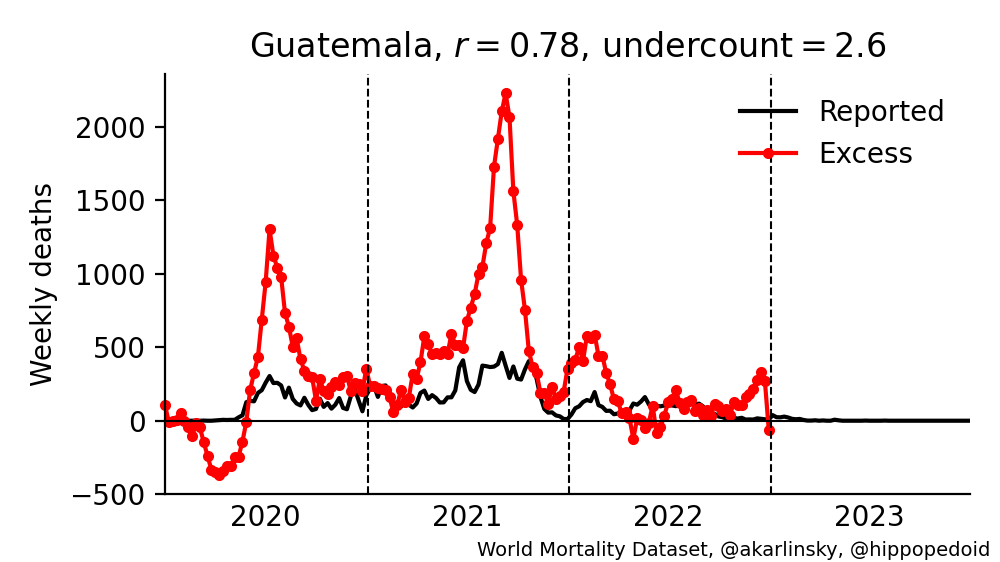 Guatemala, r = 0.78, undercount = 2.6
Reported
Excess
Weekly deaths
2000
1500
1000
500
0
−500
2020 2021 2022 2023
World Mortality Dataset, @akarlinsky, @hippopedoid